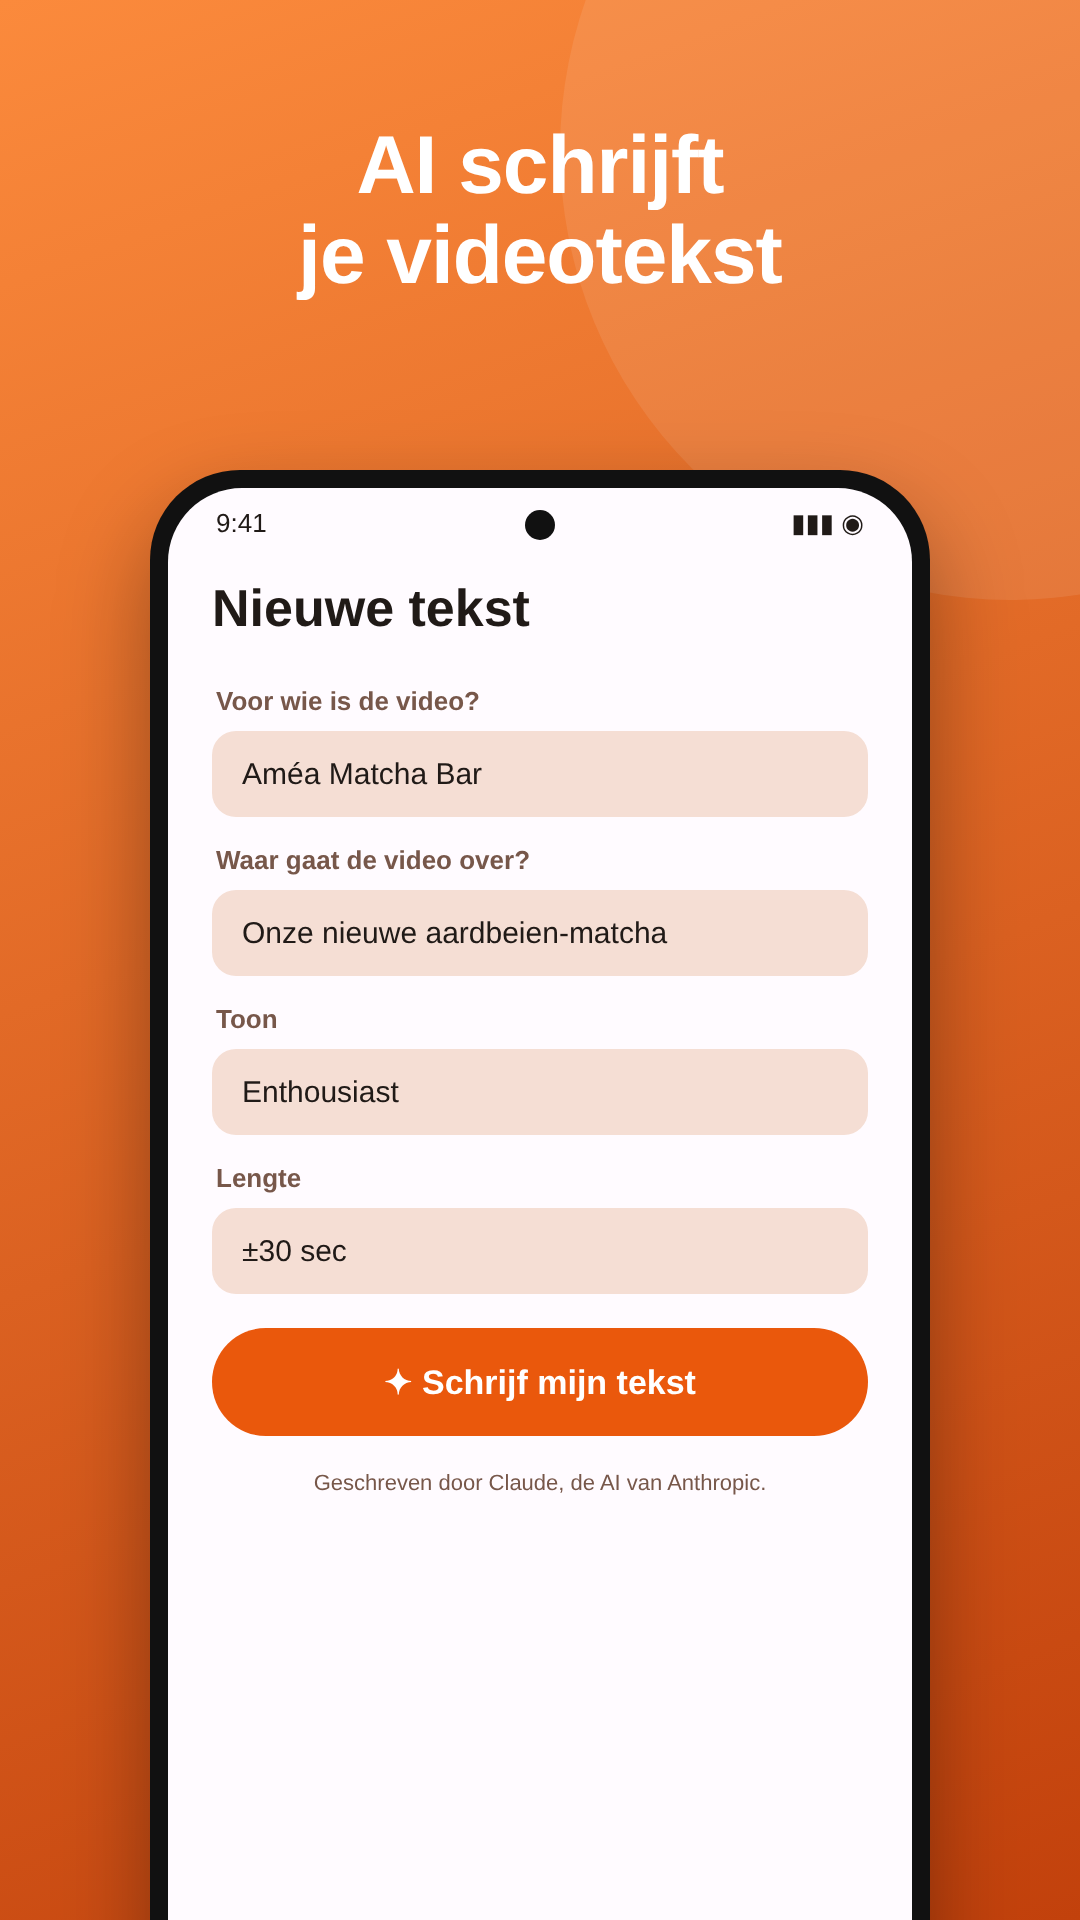 AI schrijft
je videotekst
9:41
Nieuwe tekst
Voor wie is de video?
Améa Matcha Bar
Waar gaat de video over?
Onze nieuwe aardbeien-matcha
Toon
Enthousiast
Lengte
±30 sec
✦ Schrijf mijn tekst
Geschreven door Claude, de AI van Anthropic.